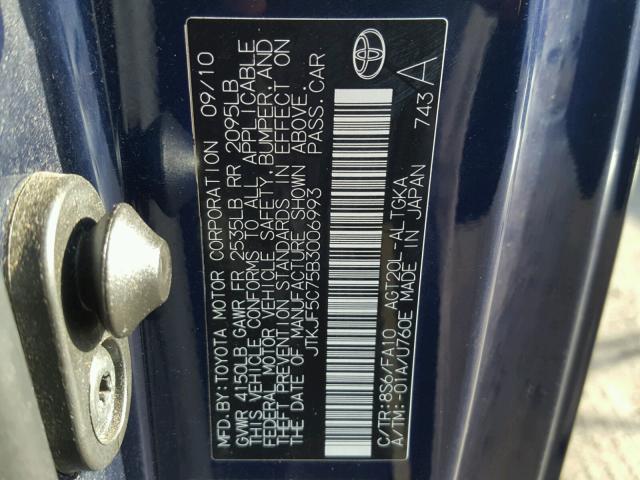 MFD.BY:TOYOTA MOTOR CORPORATION 09/10
GVWR 4150LB GAWR FR 2535LB RR 2095LB
THIS VEHICLE CONFORMS TO ALL APPLICABLE
FEDERAL MOTOR VEHICLE SAFETY, BUMPER, AND
THEFT PREVENTION STANDARDS IN EFFECT ON
THE DATE OF MANUFACTURE SHOWN ABOVE.
JTKJF5C75B3006993 PASS. CAR
C/TR:8S6/FA10 AGT20L-ALTGKA
A/TM:-01A/U760E MADE IN JAPAN 743 A